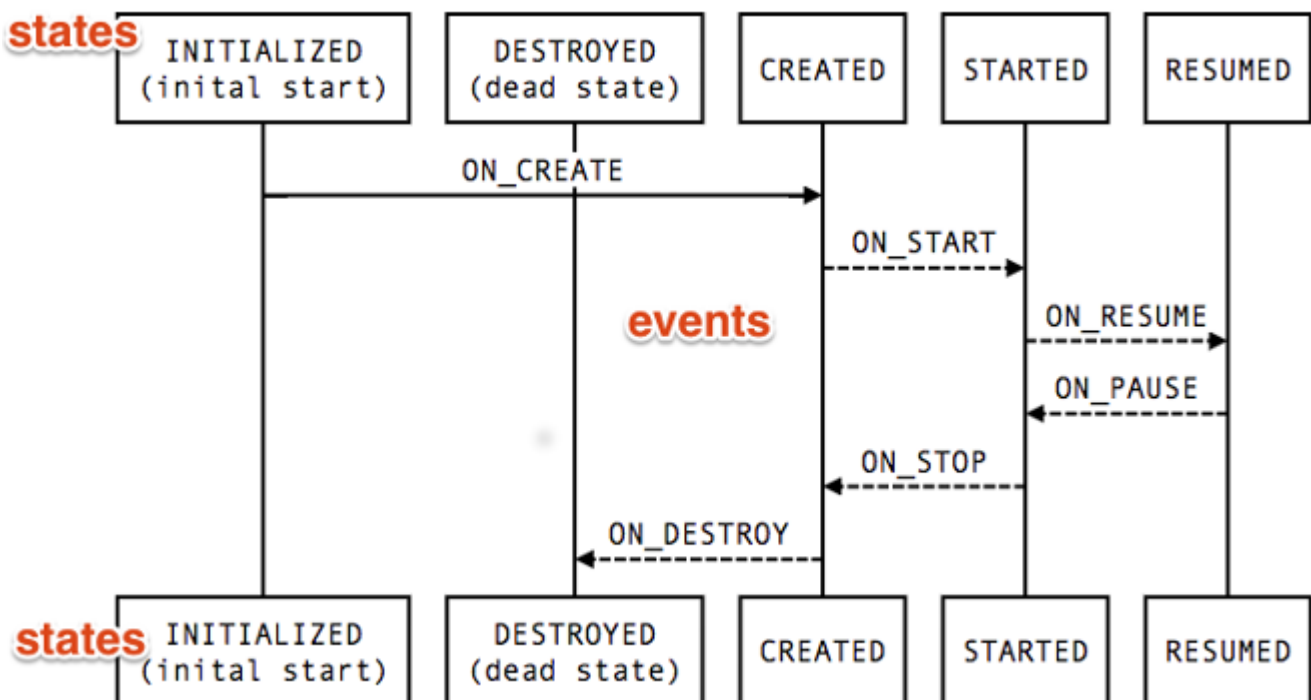 states
INITIALIZED
(inital start)
DESTROYED
(dead state)
CREATED
STARTED
RESUMED
ON_CREATE
ON_START
events
ON_RESUME
ON_PAUSE
ON_STOP
ON_DESTROY
states
INITIALIZED
(inital start)
DESTROYED
(dead state)
CREATED
STARTED
RESUMED